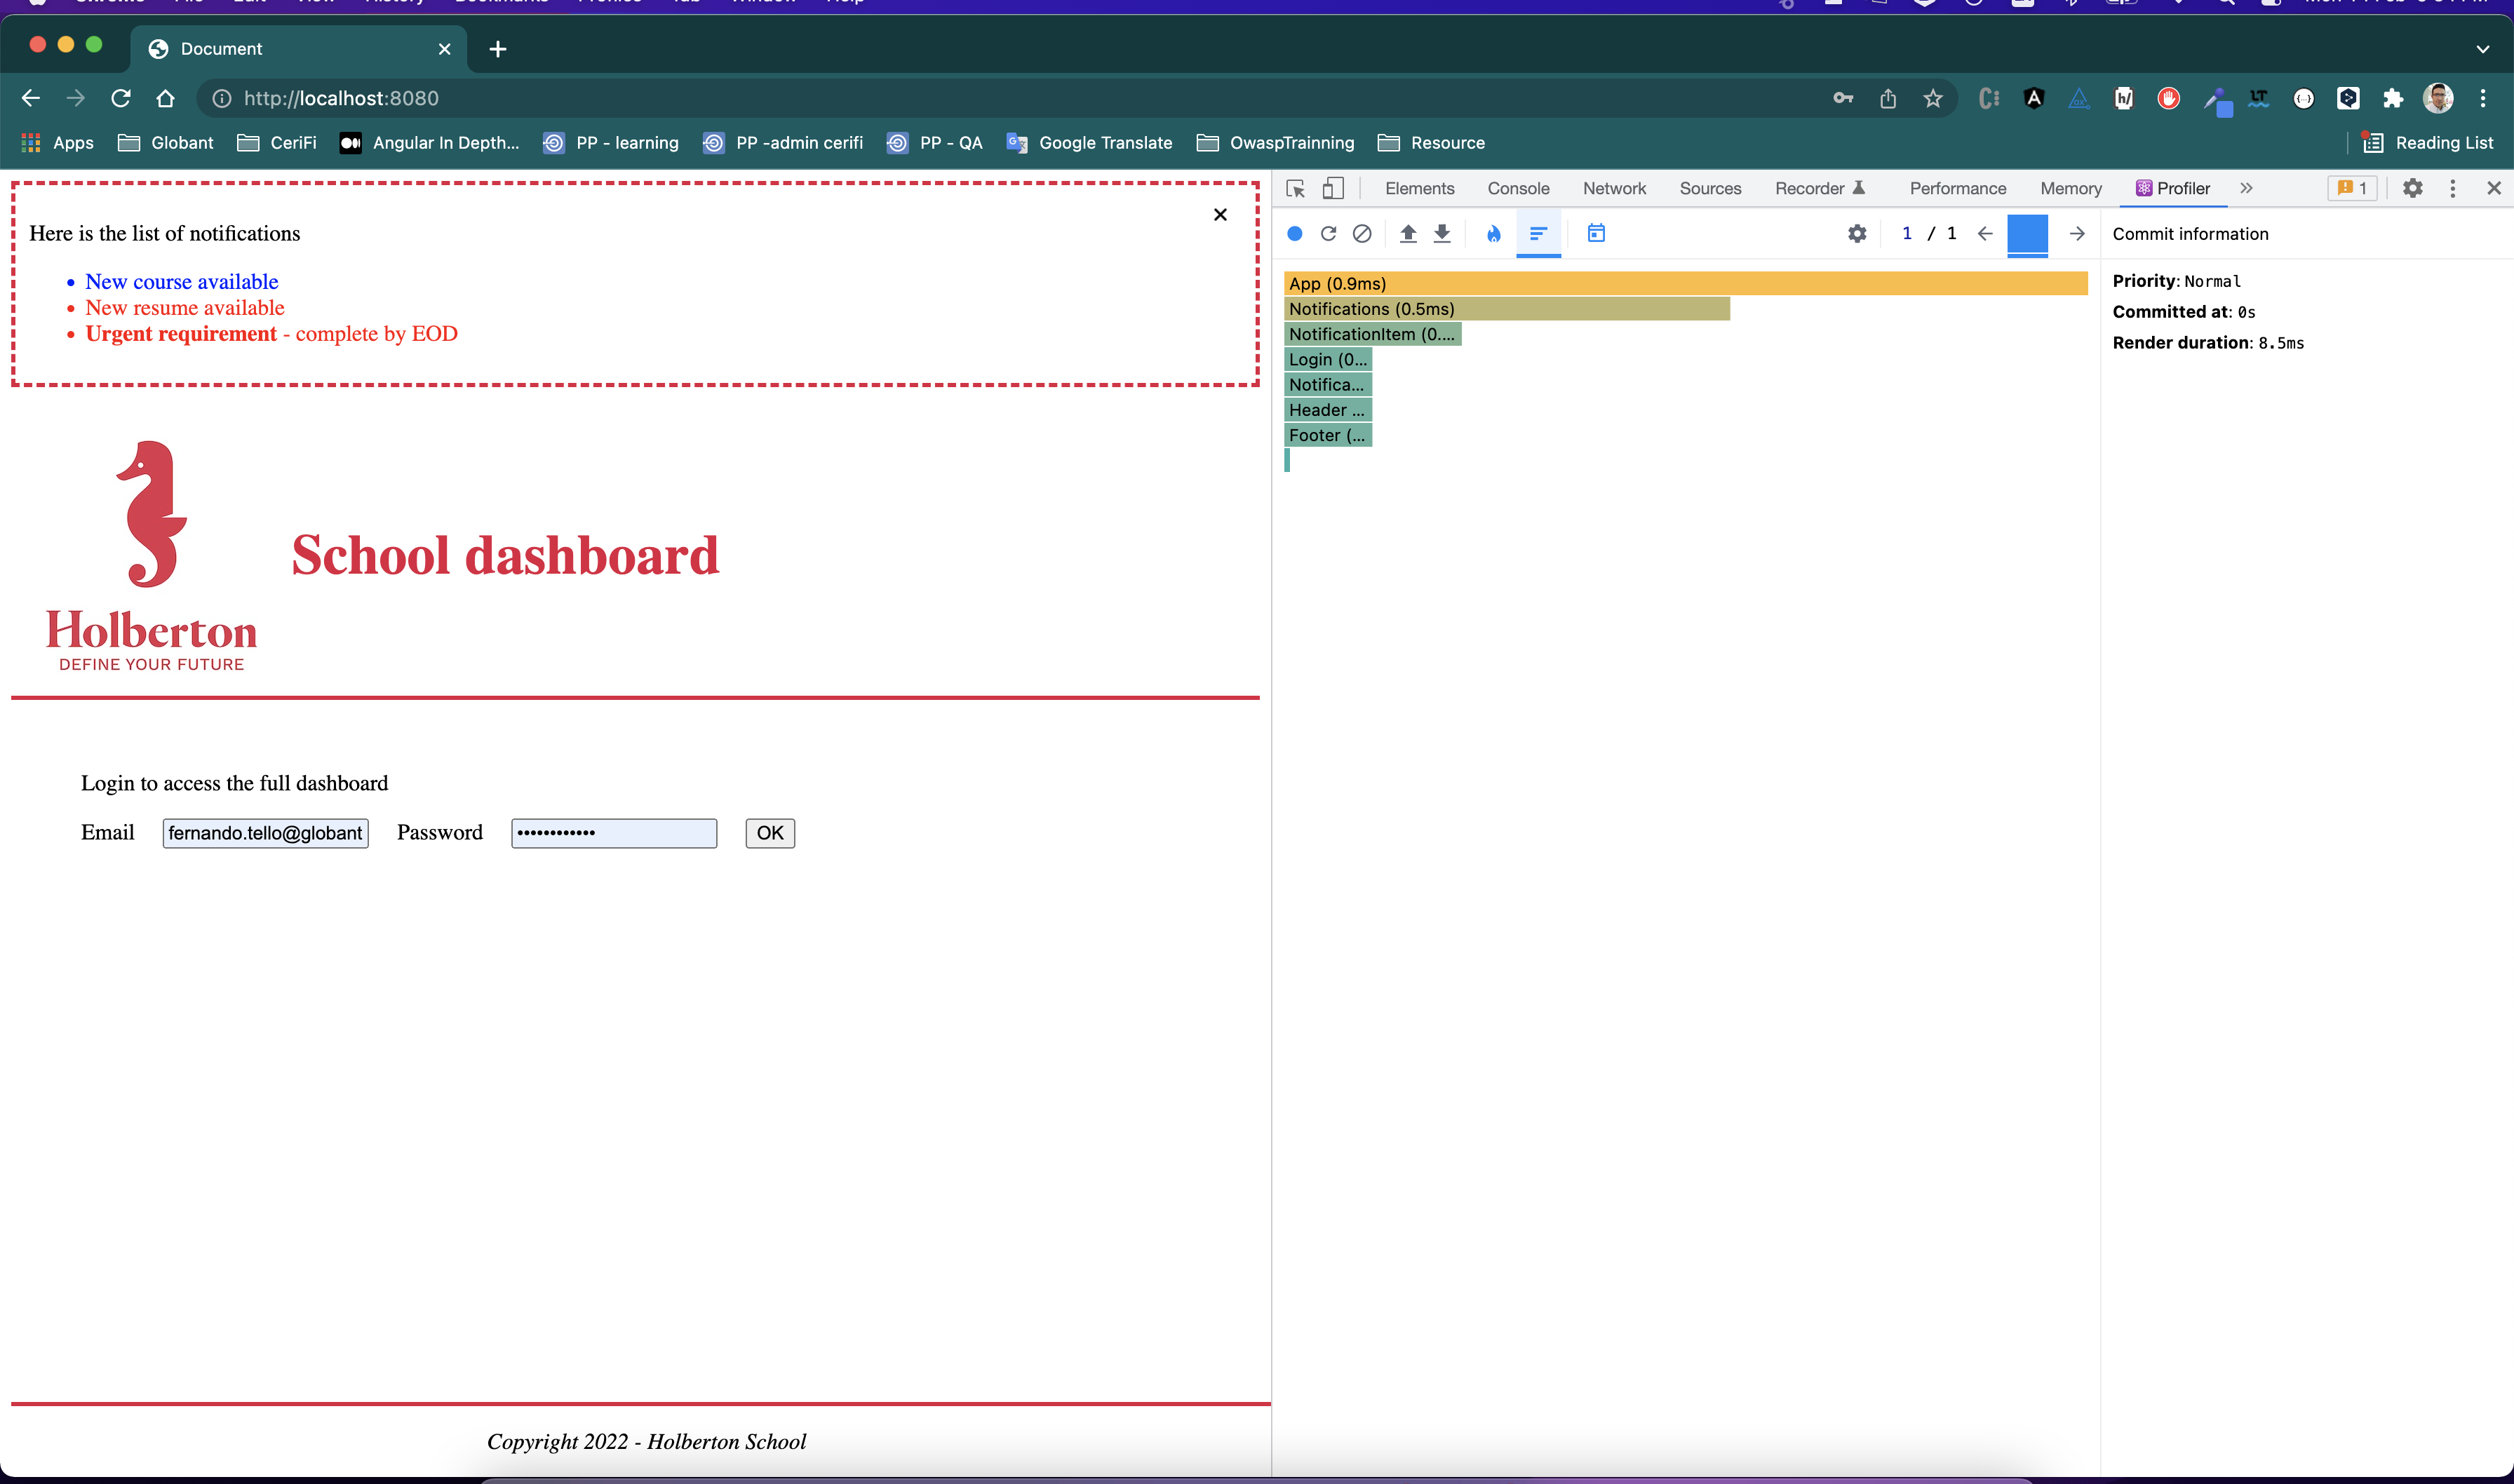 Document
http://localhost:8080
Apps
Globant
CeriFi
Angular In Depth...
PP - learning
PP -admin cerifi
PP - QA
Google Translate
OwaspTrainning
Resource
Reading List
Here is the list of notifications
New course available
New resume available
Urgent requirement - complete by EOD
School dashboard
Holberton
DEFINE YOUR FUTURE
Login to access the full dashboard
Email
fernando.tello@globant
Password
••••••••••••
OK
Copyright 2022 - Holberton School
Elements
Console
Network
Sources
Recorder
Performance
Memory
Profiler
1
1 / 1
Commit information
App (0.9ms)
Notifications (0.5ms)
NotificationItem (0....
Login (0...
Notifica...
Header ...
Footer (...
Priority: Normal
Committed at: 0s
Render duration: 8.5ms